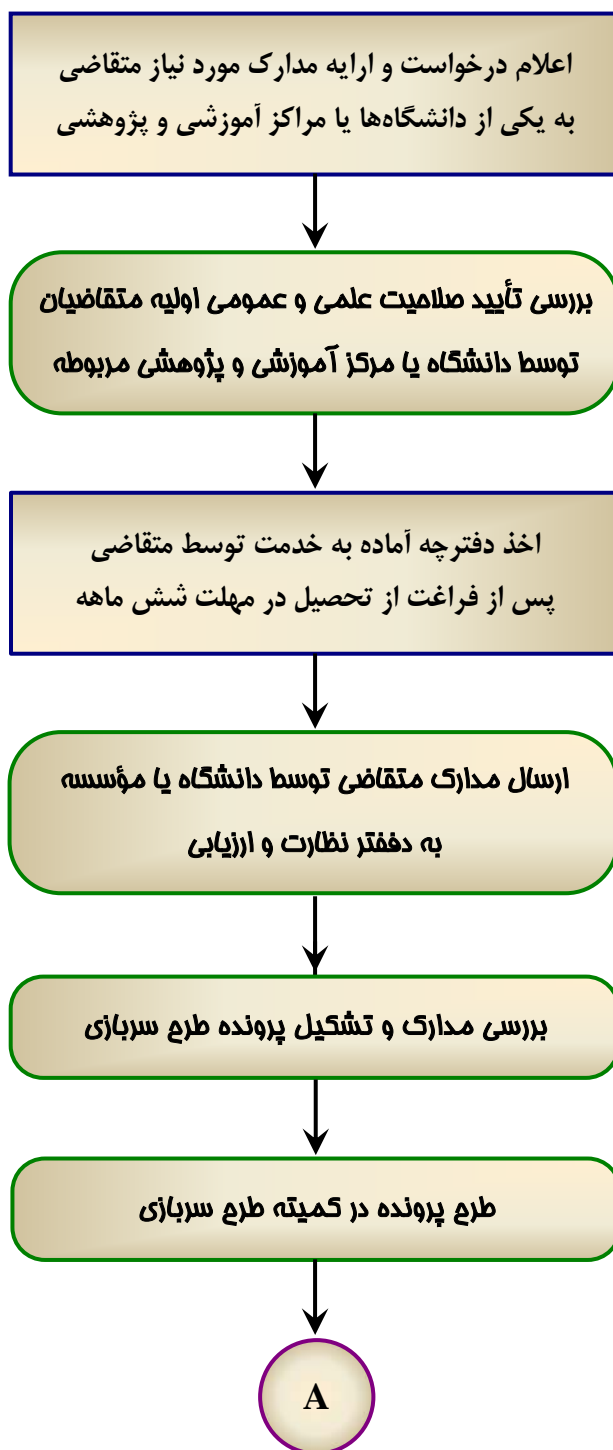 اعلام درخواست و ارایه مدارک مورد نیاز متقاضی
به یکی از دانشگاه‌ها یا مراکز آموزشی و پژوهشی
بررسی تأیید صلاحیت علمی و عمومی اولیه متقاضیان
توسط دانشگاه یا مرکز آموزشی و پژوهشی مربوطه
اخذ دفترچه آماده به خدمت توسط متقاضی
پس از فراغت از تحصیل در مهلت شش ماهه
ارسال مدارک متقاضی توسط دانشگاه یا مؤسسه
به دففتر نظارت و ارزیابی
بررسی مدارک و تشکیل پرونده طرح سربازی
طرح پرونده در کمیته طرح سربازی
A